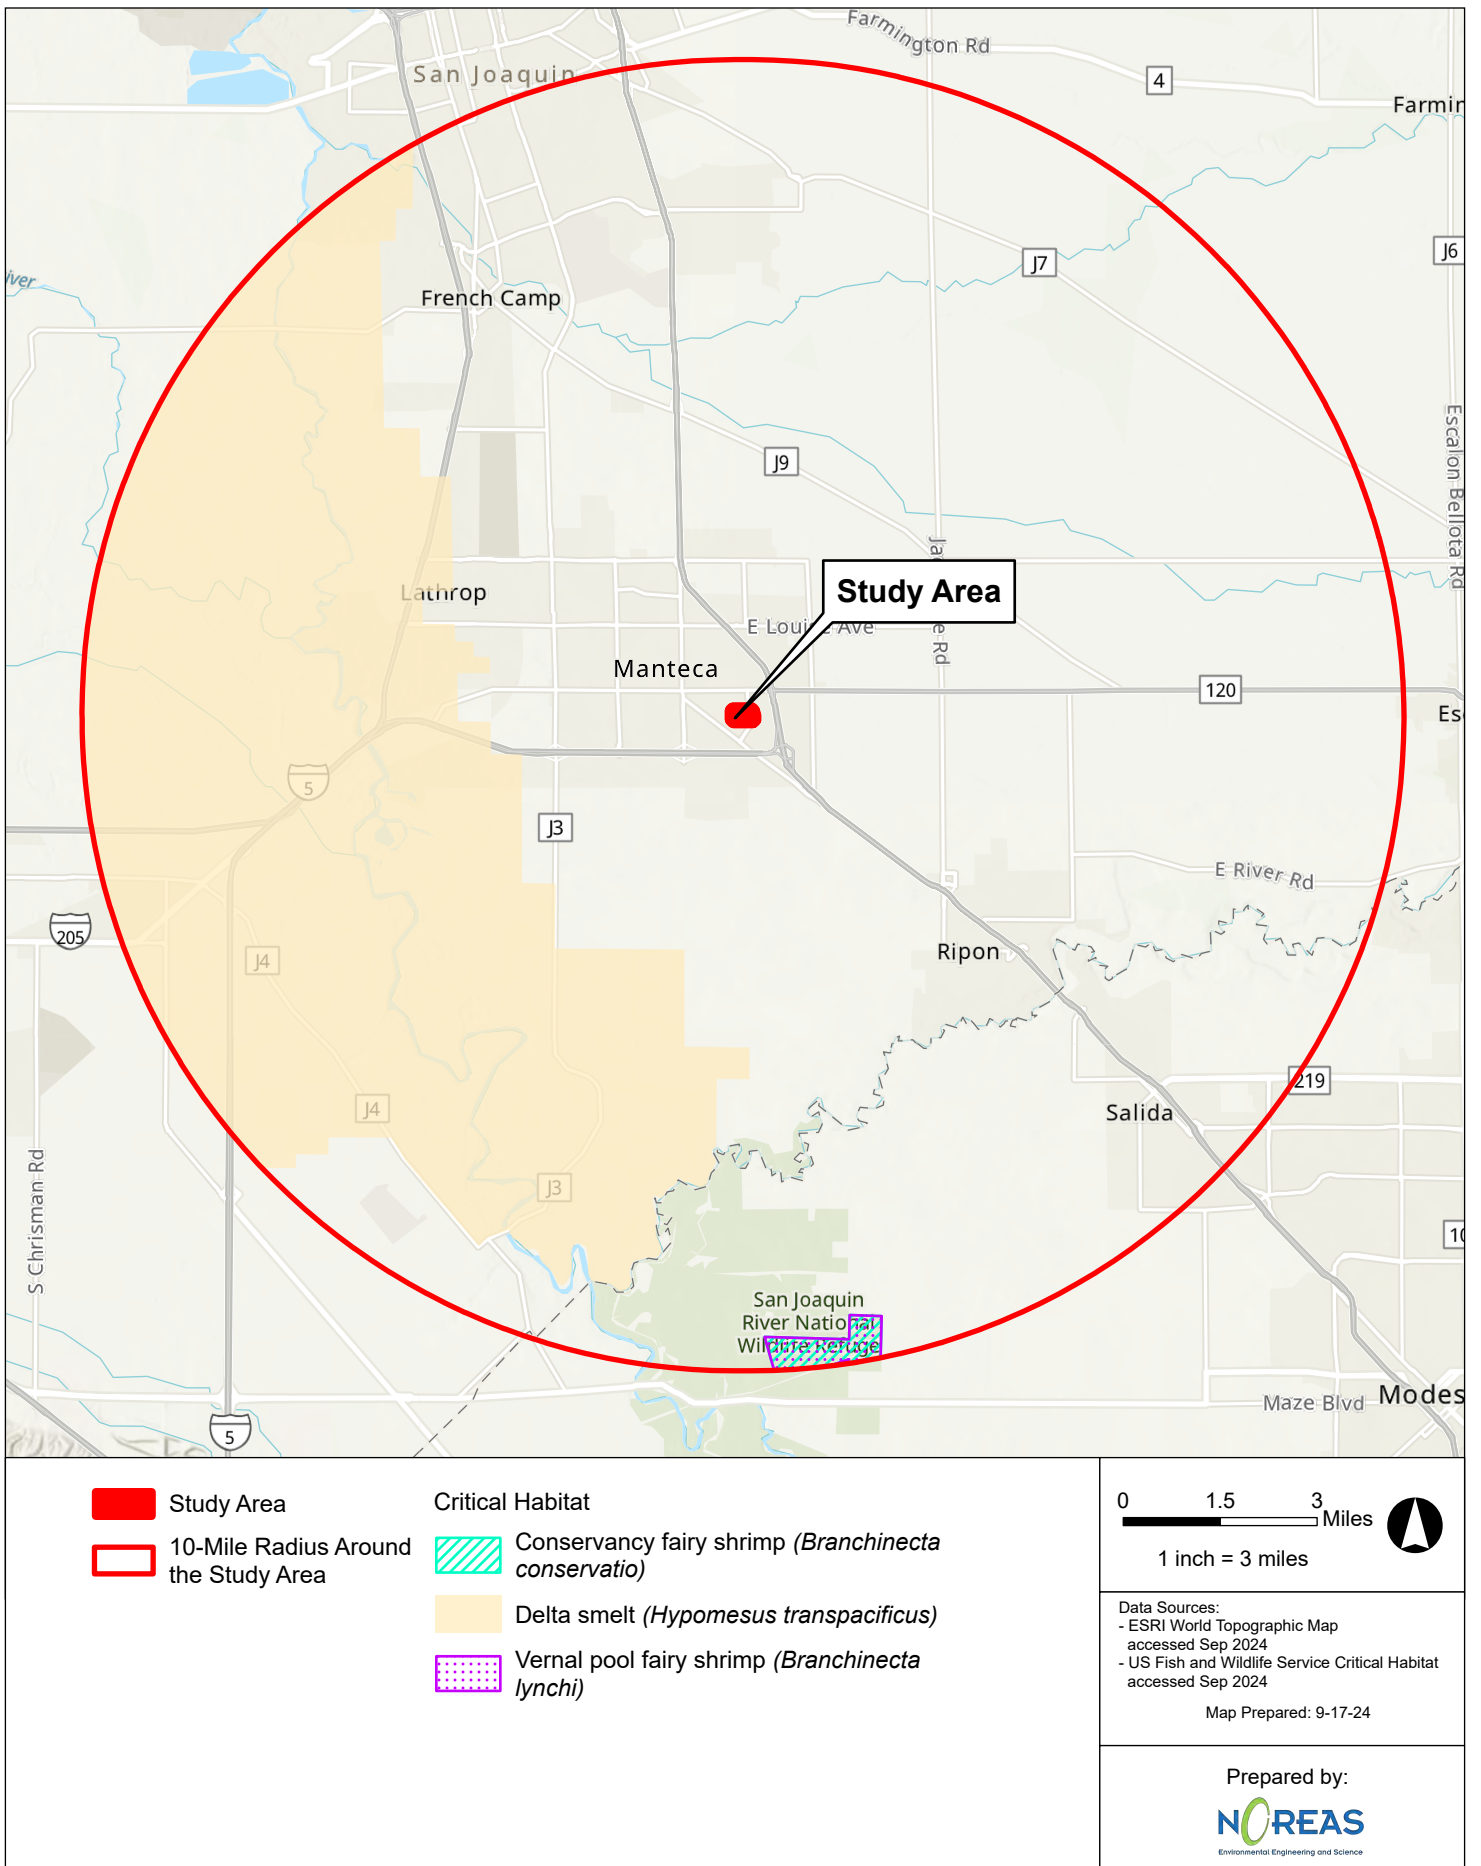 Farmington Rd
San Joaquin
4
Farmin
J7
J6
iver
French Camp
Escalon Bellota Rd
J9
Study Area
Lathrop
E Louise Ave
Ja
e Rd
Manteca
120
Es
5
J3
E River Rd
205
J4
Ripon
219
J4
Salida
J3
S Chrisman Rd
10
San Joaquin
River National
Wildlife Refuge
Maze Blvd
Modes
5
Study Area
10-Mile Radius Around
the Study Area
Critical Habitat
Conservancy fairy shrimp (Branchinecta
conservatio)
Delta smelt (Hypomesus transpacificus)
Vernal pool fairy shrimp (Branchinecta
lynchi)
0 1.5 3
Miles
1 inch = 3 miles
Data Sources:
- ESRI World Topographic Map
accessed Sep 2024
- US Fish and Wildlife Service Critical Habitat
accessed Sep 2024
Map Prepared: 9-17-24
Prepared by:
NOREAS
Environmental Engineering and Science